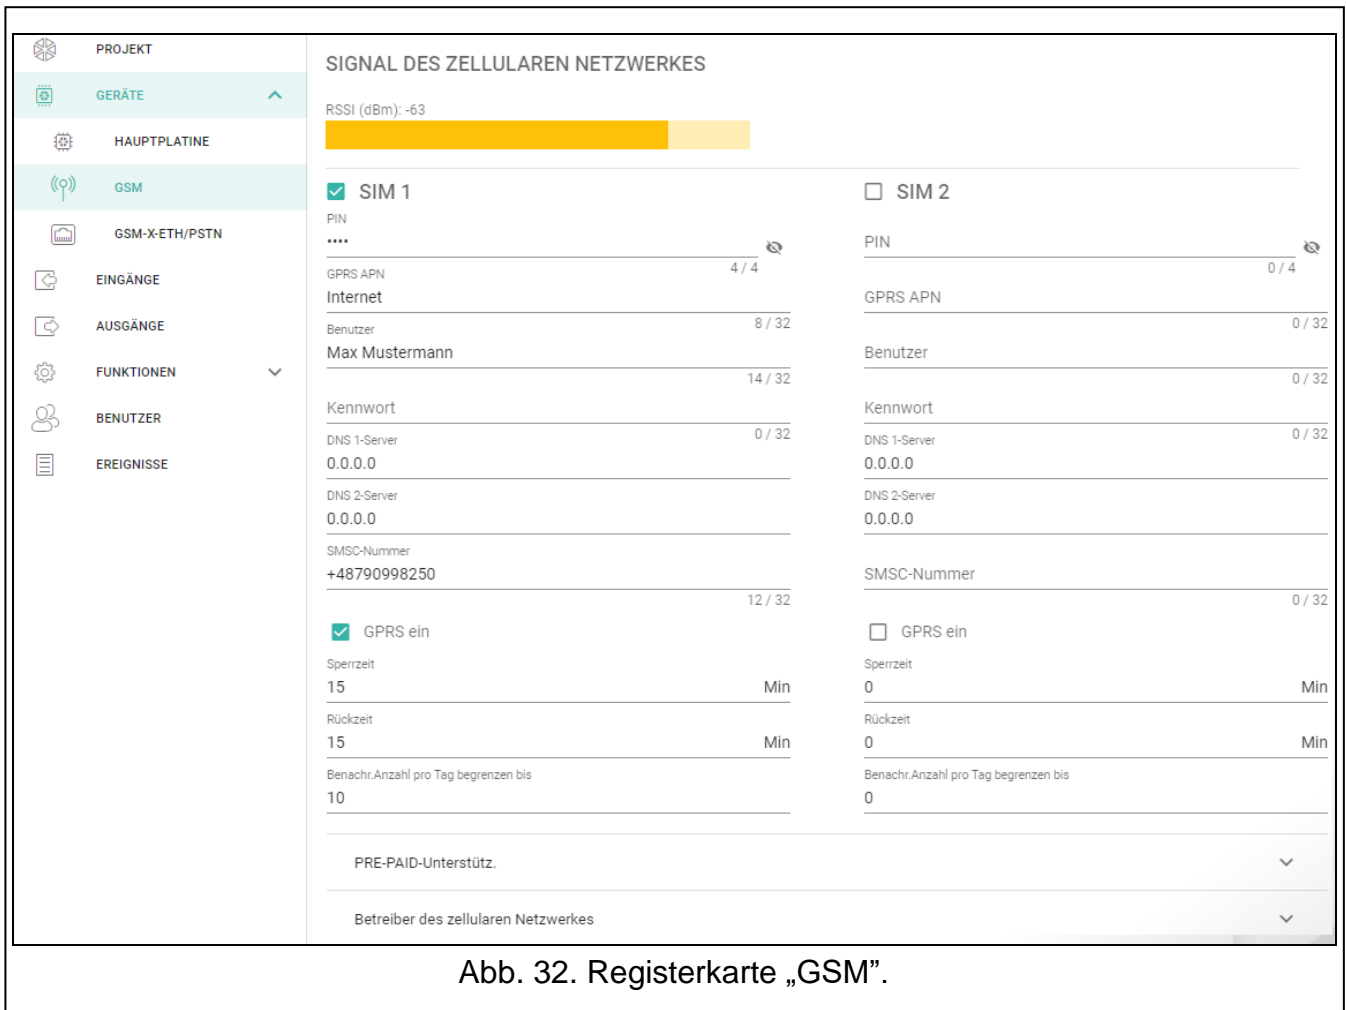 PROJEKT
GERÄTE
HAUPTPLATINE
GSM
GSM-X-ETH/PSTN
EINGÄNGE
AUSGÄNGE
FUNKTIONEN
BENUTZER
EREIGNISSE
SIGNAL DES ZELLULAREN NETZWERKES
RSSI (dBm): -63
SIM 1
PIN
••••
4 / 4
GPRS APN
Internet
8 / 32
Benutzer
Max Mustermann
14 / 32
Kennwort
0 / 32
DNS 1-Server
0.0.0.0
DNS 2-Server
0.0.0.0
SMSC-Nummer
+48790998250
12 / 32
GPRS ein
Sperrzeit
15 Min
Rückzeit
15 Min
Benachr.Anzahl pro Tag begrenzen bis
10
SIM 2
PIN
0 / 4
GPRS APN
0 / 32
Benutzer
0 / 32
Kennwort
0 / 32
DNS 1-Server
0.0.0.0
DNS 2-Server
0.0.0.0
SMSC-Nummer
0 / 32
GPRS ein
Sperrzeit
0 Min
Rückzeit
0 Min
Benachr.Anzahl pro Tag begrenzen bis
0
PRE-PAID-Unterstütz.
Betreiber des zellularen Netzwerkes
Abb. 32. Registerkarte „GSM”.